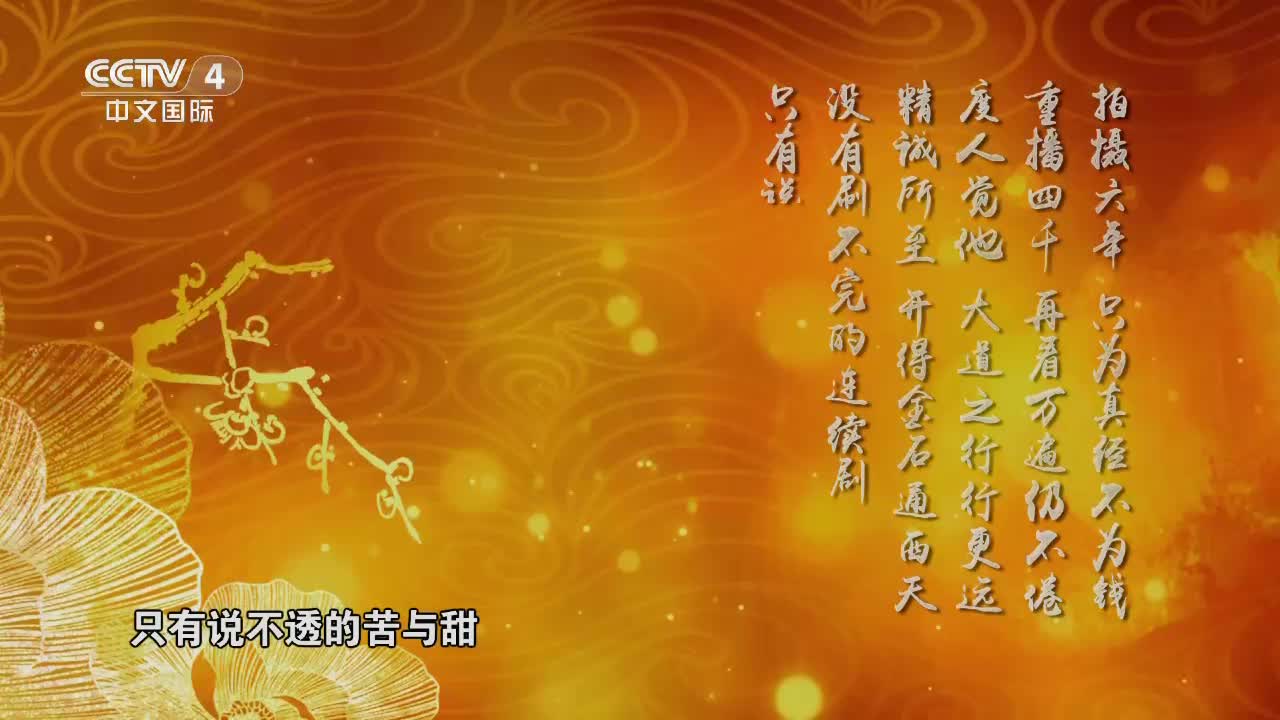 CCTV 4
中文国际
拍摄六年 只为真经不为钱
重播四千 再看万遍仍不倦
度人觉他 大道之行行更远
精诚所至 开得金石通西天
没有刷不完的连续剧
只有说
只有说不透的苦与甜